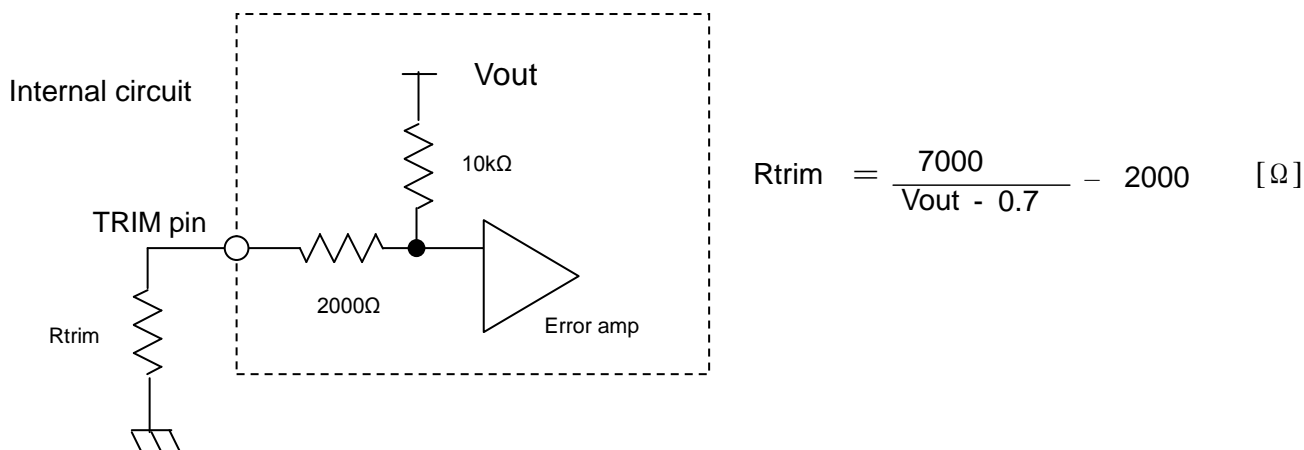 Internal circuit
Vout
10kΩ
TRIM pin
2000Ω
Error amp
Rtrim
Rtrim = 7000 / Vout - 0.7 – 2000 [Ω]